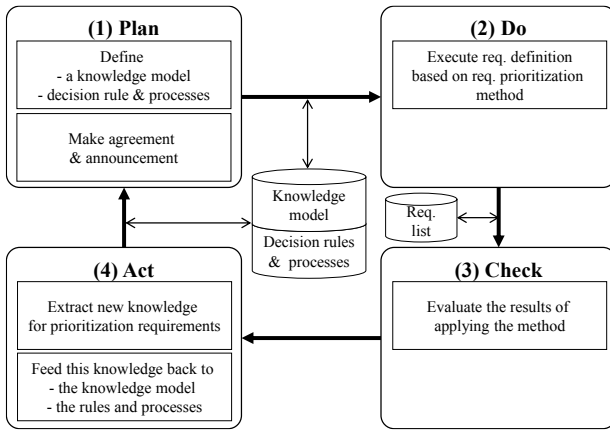 (1) Plan
Define
- a knowledge model
- decision rule & processes
Make agreement
& announcement
(2) Do
Execute req. definition
based on req. prioritization
method
Knowledge
model
Decision rules
& processes
Req.
list
(4) Act
Extract new knowledge
for prioritization requirements
Feed this knowledge back to
- the knowledge model
- the rules and processes
(3) Check
Evaluate the results of
applying the method